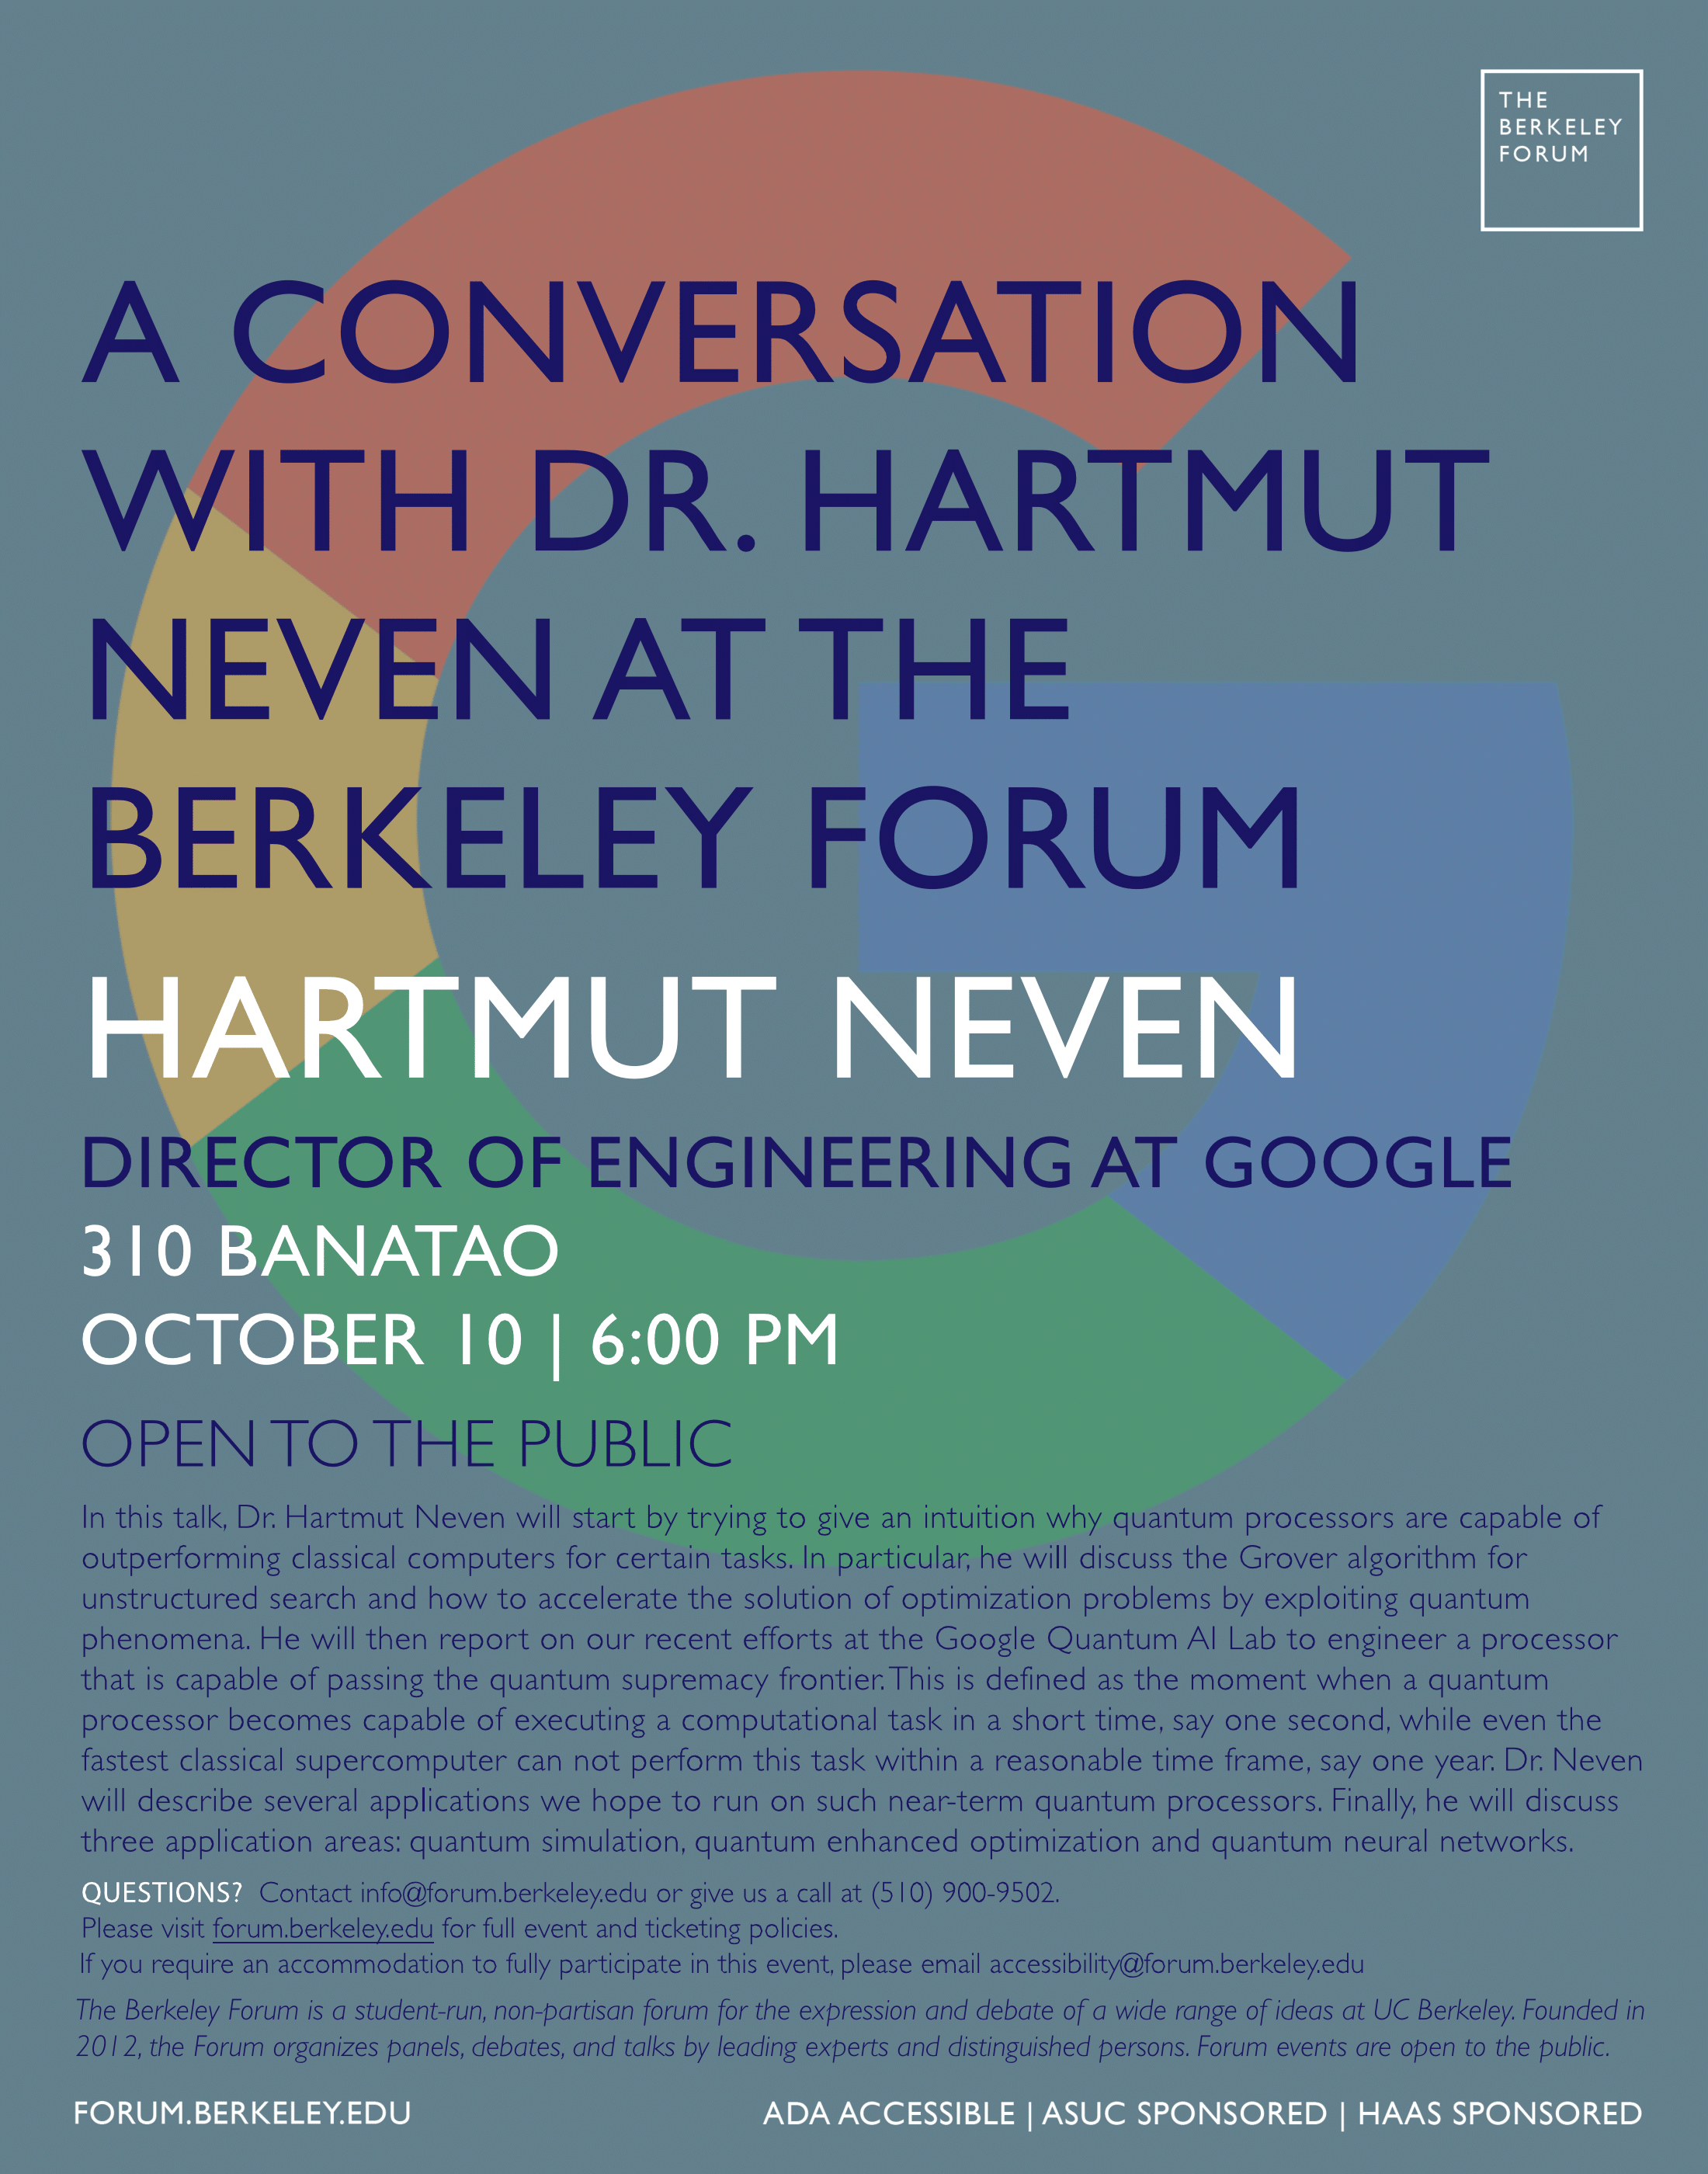 THE
BERKELEY
FORUM
A CONVERSATION
WITH DR. HARTMUT
NEVEN AT THE
BERKELEY FORUM
HARTMUT NEVEN
DIRECTOR OF ENGINEERING AT GOOGLE
310 BANATAO
OCTOBER 10 | 6:00 PM
OPEN TO THE PUBLIC
In this talk, Dr. Hartmut Neven will start by trying to give an intuition why quantum processors are capable of
outperforming classical computers for certain tasks. In particular, he will discuss the Grover algorithm for
unstructured search and how to accelerate the solution of optimization problems by exploiting quantum
phenomena. He will then report on our recent efforts at the Google Quantum AI Lab to engineer a processor
that is capable of passing the quantum supremacy frontier. This is defined as the moment when a quantum
processor becomes capable of executing a computational task in a short time, say one second, while even the
fastest classical supercomputer can not perform this task within a reasonable time frame, say one year. Dr. Neven
will describe several applications we hope to run on such near-term quantum processors. Finally, he will discuss
three application areas: quantum simulation, quantum enhanced optimization and quantum neural networks.
QUESTIONS? Contact info@forum.berkeley.edu or give us a call at (510) 900-9502.
Please visit forum.berkeley.edu for full event and ticketing policies.
If you require an accommodation to fully participate in this event, please email accessibility@forum.berkeley.edu
The Berkeley Forum is a student-run, non-partisan forum for the expression and debate of a wide range of ideas at UC Berkeley. Founded in
2012, the Forum organizes panels, debates, and talks by leading experts and distinguished persons. Forum events are open to the public.
FORUM.BERKELEY.EDU
ADA ACCESSIBLE | ASUC SPONSORED | HAAS SPONSORED